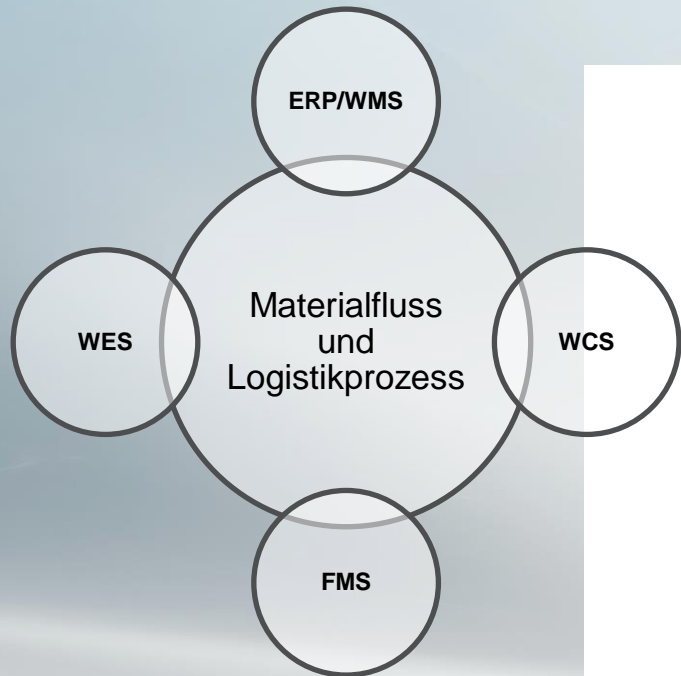 ERP/WMS
Materialfluss
und
Logistikprozess
WES
WCS
FMS